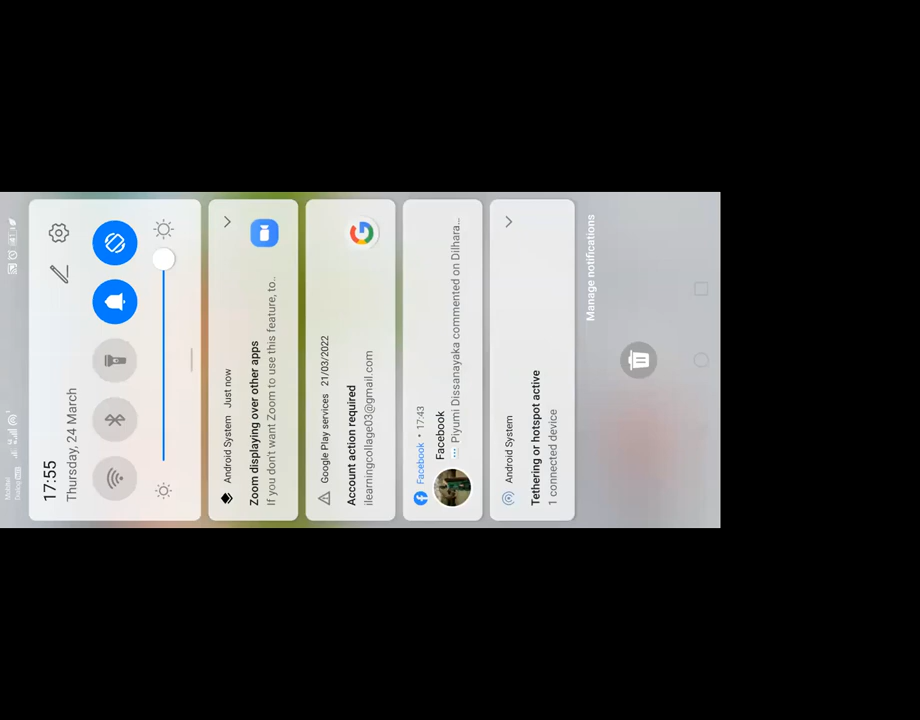 17:55
Thursday, 24 March
Android System Just now
Zoom displaying over other apps
If you don't want Zoom to use this feature, to..
Google Play services 21/03/2022
Account action required
ilearningcollage03@gmail.com
Facebook • 17:43
Facebook
Piyumi Dissanayaka commented on Dilhara...
Android System
Tethering or hotspot active
1 connected device
Manage notifications